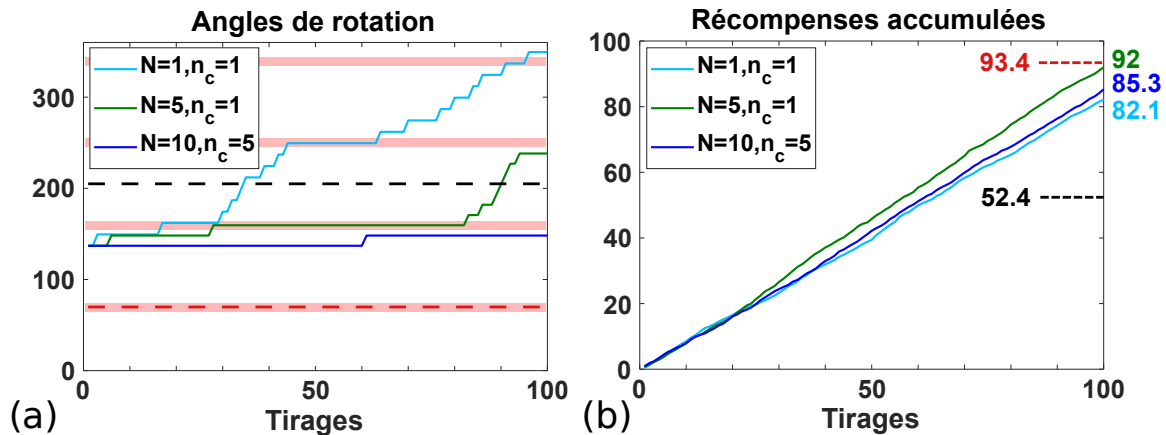 Angles de rotation
N=1,n_c=1
N=5,n_c=1
N=10,n_c=5
300
200
100
0
0
50
100
Tirages
(a)
Récompenses accumulées
N=1,n_c=1
N=5,n_c=1
N=10,n_c=5
100
80
60
40
20
0
93.4
92
85.3
82.1
52.4
0
50
100
Tirages
(b)